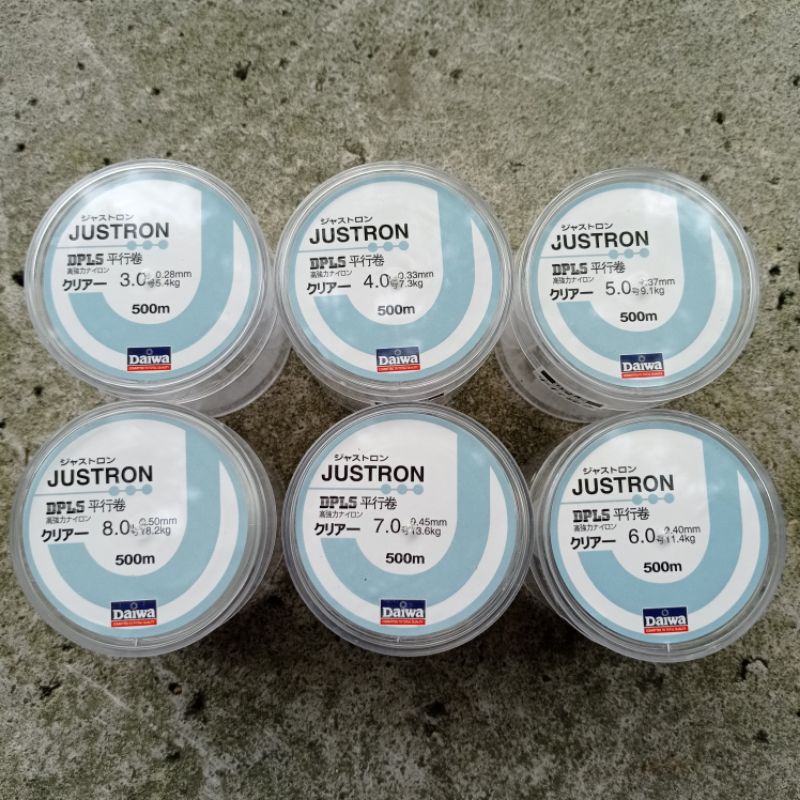 ジャストロン
JUSTRON
DPLS 平行巻
高強力ナイロン
クリアー 3.0号 0.28mm
5.4kg
500m
Daiwa
ジャストロン
JUSTRON
DPLS 平行巻
高強力ナイロン
クリアー 4.0号 0.33mm
7.3kg
500m
Daiwa
ジャストロン
JUSTRON
DPLS 平行巻
高強力ナイロン
クリアー 5.0号 0.37mm
9.1kg
500m
Daiwa
ジャストロン
JUSTRON
DPLS 平行巻
高強力ナイロン
クリアー 8.0号 0.50mm
18.2kg
500m
Daiwa
ジャストロン
JUSTRON
DPLS 平行巻
高強力ナイロン
クリアー 7.0号 0.45mm
13.6kg
500m
Daiwa
ジャストロン
JUSTRON
DPLS 平行巻
高強力ナイロン
クリアー 6.0号 0.40mm
11.4kg
500m
Daiwa